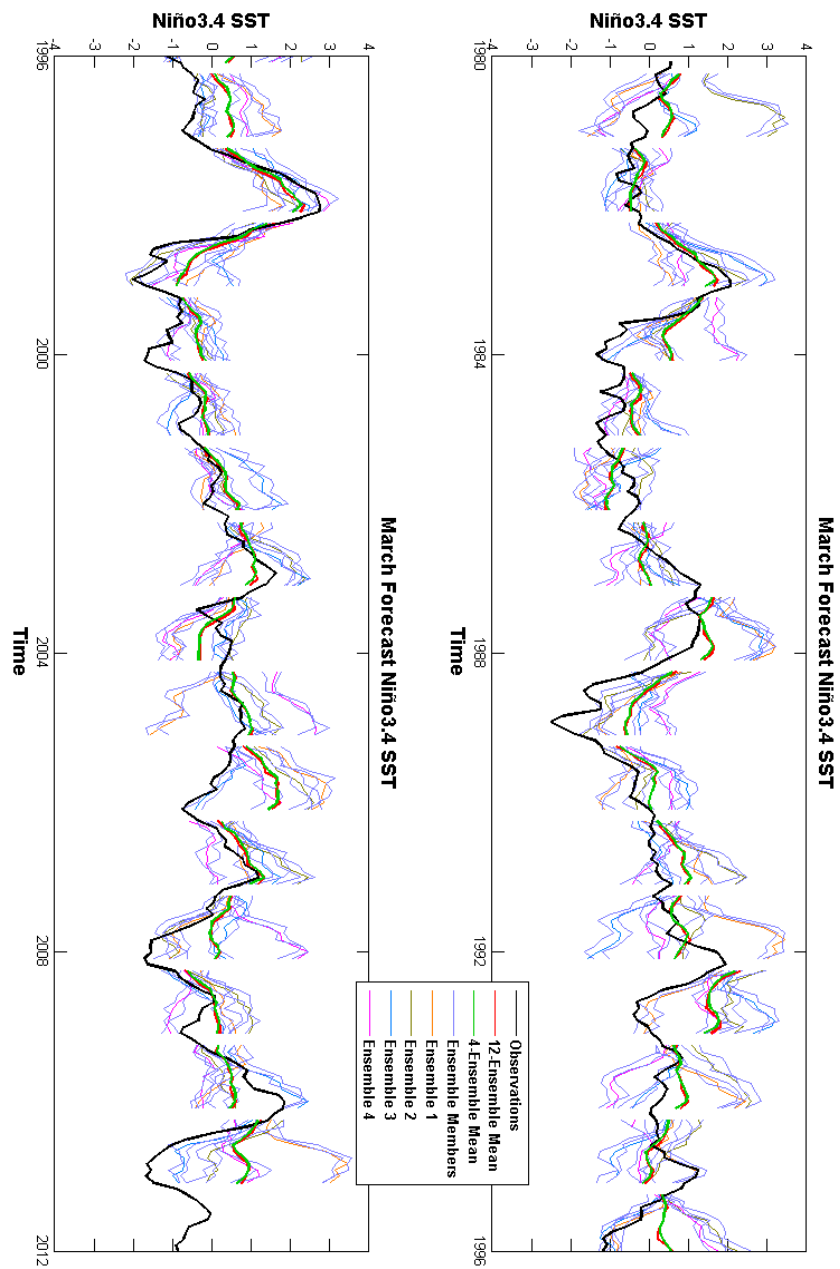 March Forecast Niño3.4 SST
Niño3.4 SST
4
3
2
1
0
-1
-2
-3
-4
1980
1984
1988
1992
1996
Time
Observations
12-Ensemble Mean
4-Ensemble Mean
Ensemble Members
Ensemble 1
Ensemble 2
Ensemble 3
Ensemble 4
March Forecast Niño3.4 SST
Niño3.4 SST
4
3
2
1
0
-1
-2
-3
-4
1996
2000
2004
2008
2012
Time